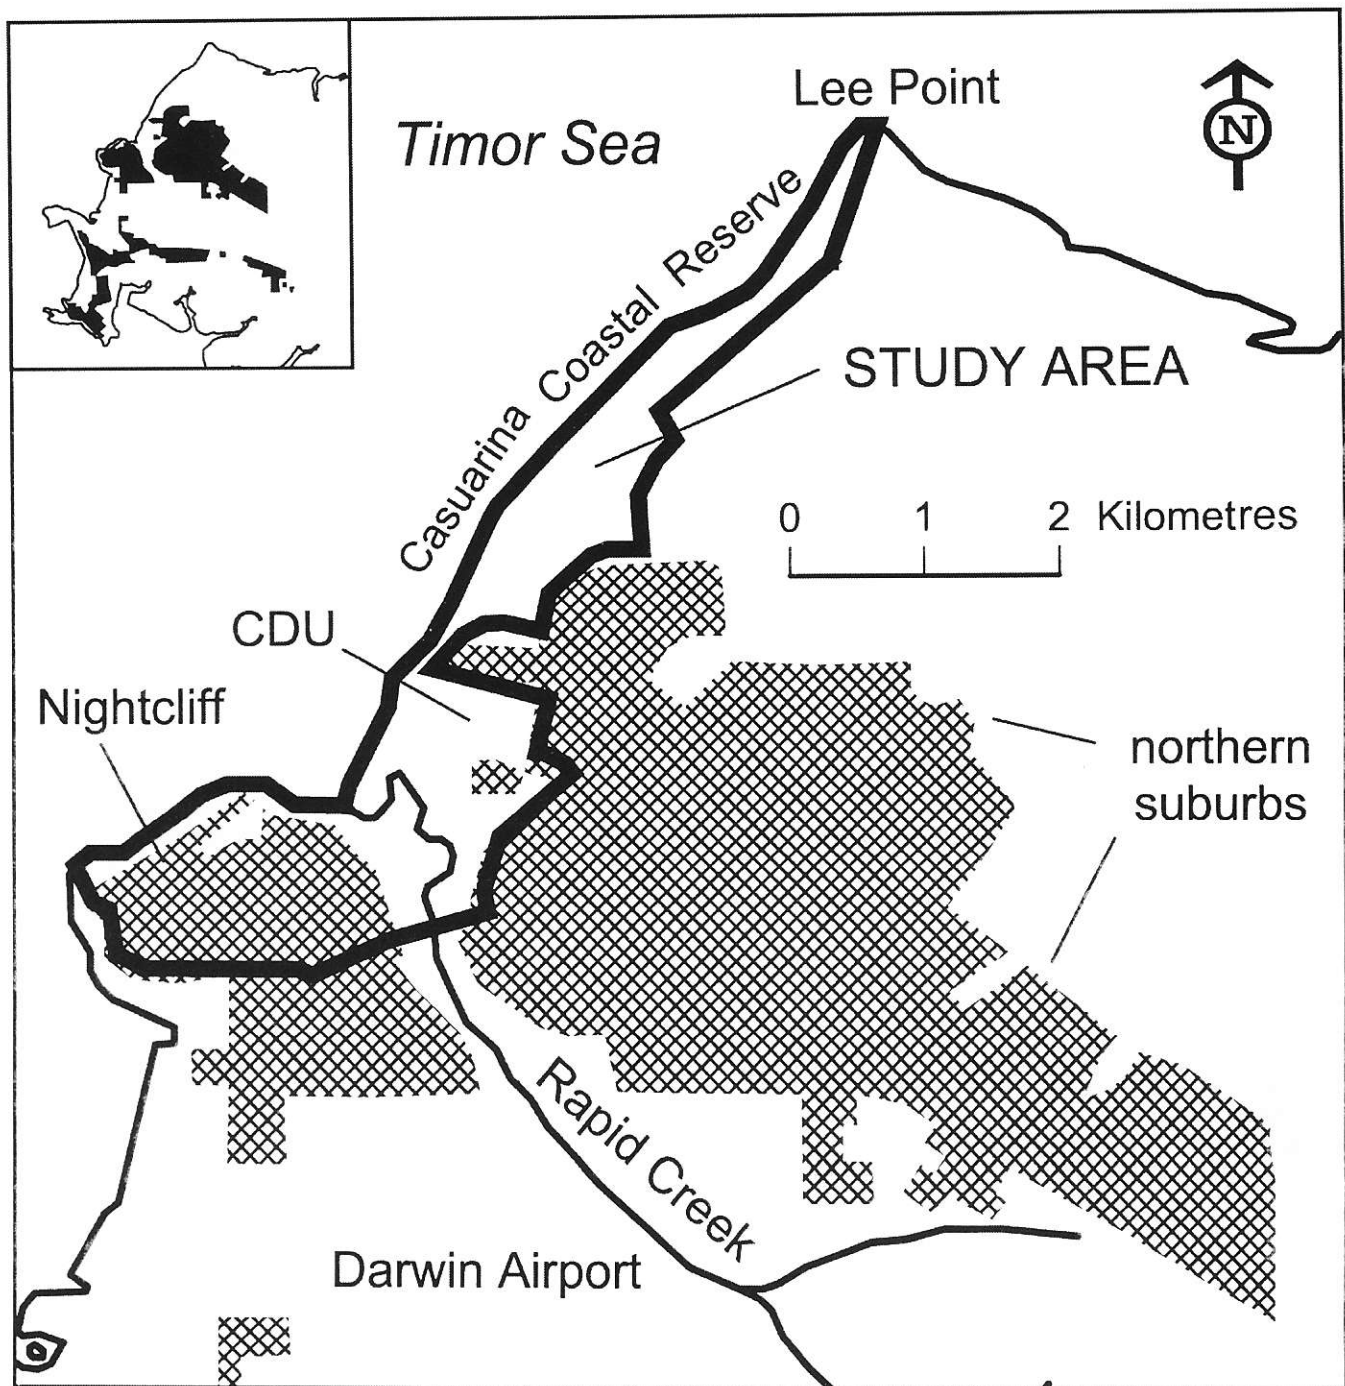 Lee Point
N
Timor Sea
Casuarina Coastal Reserve
STUDY AREA
0 1 2 Kilometres
CDU
Nightcliff
northern
suburbs
Rapid Creek
Darwin Airport